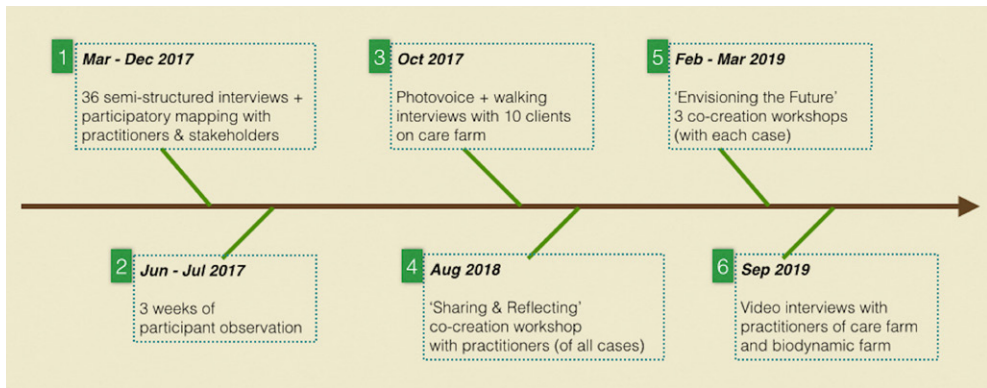 1
Mar - Dec 2017
36 semi-structured interviews +
participatory mapping with
practitioners & stakeholders
2
Jun - Jul 2017
3 weeks of
participant observation
3
Oct 2017
Photovoice + walking
interviews with 10 clients
on care farm
4
Aug 2018
‘Sharing & Reflecting’
co-creation workshop
with practitioners (of all cases)
5
Feb - Mar 2019
‘Envisioning the Future’
3 co-creation workshops
(with each case)
6
Sep 2019
Video interviews with
practitioners of care farm
and biodynamic farm